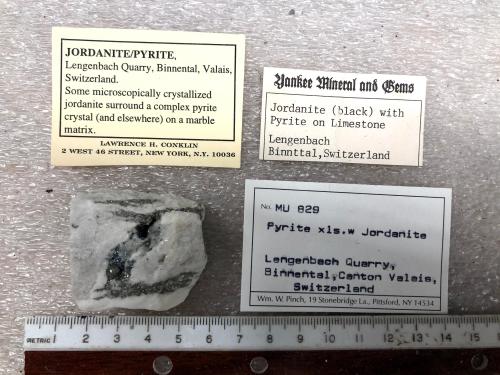 JORDANITE/PYRITE,
Lengenbach Quarry, Binnental, Valais,
Switzerland.
Some microscopically crystallized
jordanite surround a complex pyrite
crystal (and elsewhere) on a marble
matrix.
LAWRENCE H. CONKLIN
2 WEST 46 STREET, NEW YORK, N.Y. 10036
Yankee Mineral and Gems
Jordanite (black) with
Pyrite on Limestone
Lengenbach
Binnttal,Switzerland
No. MU 829
Pyrite xls.w Jordanite
Lengenbach Quarry,
Binnental,Canton Valais,
Switzerland
Wm. W. Pinch, 19 Stonebridge La., Pittsford, NY 14534
METRIC 1 2 3 4 5 6 7 8 9 10 11 12 13 14 15